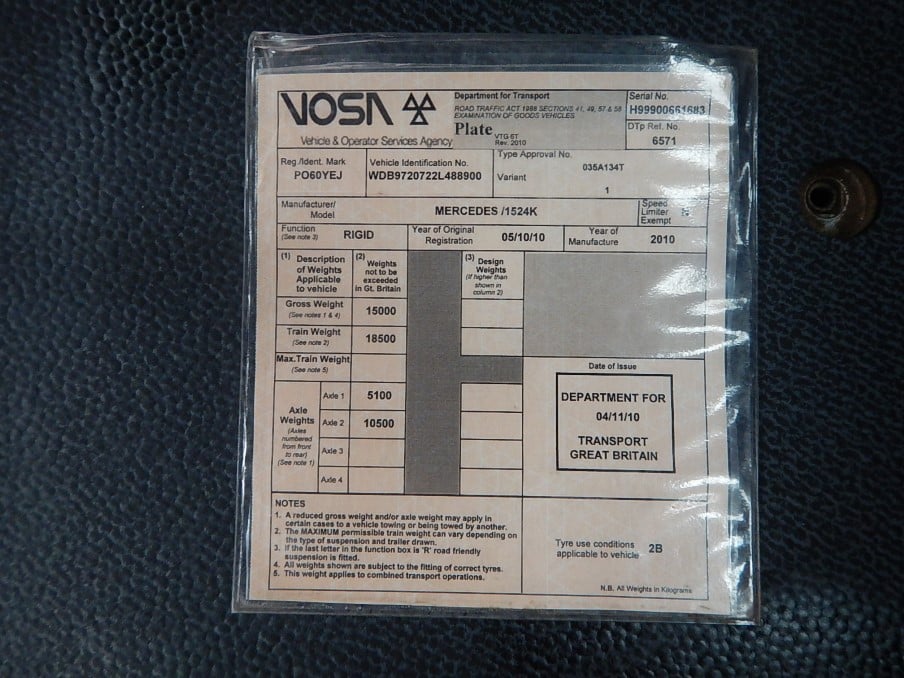 VOSA
Vehicle & Operator Services Agency
Department for Transport
ROAD TRAFFIC ACT 1988 SECTIONS 41, 49, 57 & 58
EXAMINATION OF GOODS VEHICLES
Plate VTG 6T
Rev. 2010
Serial No.
H99900661683
DTp Ref. No.
6571
Reg./Ident. Mark
PO60YEJ
Vehicle Identification No.
WDB9720722L488900
Type Approval No.
035A134T
Variant
1
Manufacturer/
Model
MERCEDES /1524K
Speed
Limiter
Exempt
Function
(See note 3)
RIGID
Year of Original
Registration
05/10/10
Year of
Manufacture
2010
(1) Description
of Weights
Applicable
to vehicle
(2) Weights
not to be
exceeded
in Gt. Britain
(3) Design
Weights
(if higher than
shown in
column 2)
Gross Weight
(See notes 1 & 4)
15000
Train Weight
(See note 2)
18500
Max.Train Weight
(See note 5)
Axle
Weights
(Axles
numbered
from front
to rear)
(See note 1)
Axle 1 5100
Axle 2 10500
Axle 3
Axle 4
Date of Issue
DEPARTMENT FOR
04/11/10
TRANSPORT
GREAT BRITAIN
NOTES
1. A reduced gross weight and/or axle weight may apply in
certain cases to a vehicle towing or being towed by another.
2. The MAXIMUM permissible train weight can vary depending on
the type of suspension and trailer drawn.
3. If the last letter in the function box is 'R' road friendly
suspension is fitted.
4. All weights shown are subject to the fitting of correct tyres.
5. This weight applies to combined transport operations.
Tyre use conditions
applicable to vehicle 2B
N.B. All Weights in Kilograms